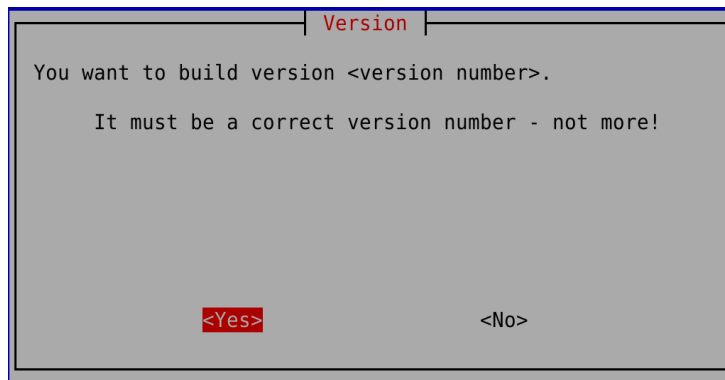 Version
You want to build version <version number>.
It must be a correct version number - not more!
<Yes> <No>